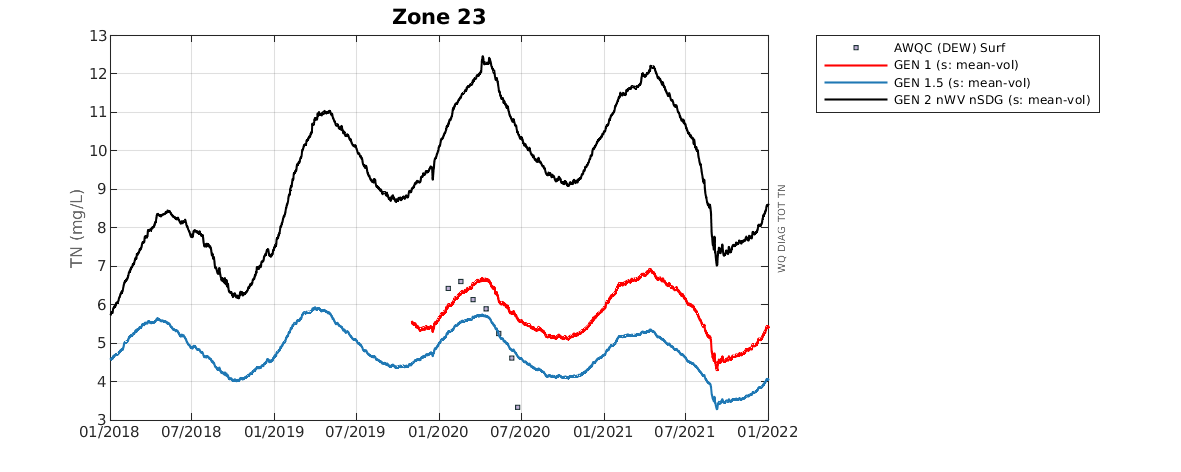 Zone 23
13
12
11
10
9
8
7
6
5
4
3
TN (mg/L)
01/2018
07/2018
01/2019
07/2019
01/2020
07/2020
01/2021
07/2021
01/2022
WQ DIAG TOT TN
AWQC (DEW) Surf
GEN 1 (s: mean-vol)
GEN 1.5 (s: mean-vol)
GEN 2 nWV nSDG (s: mean-vol)